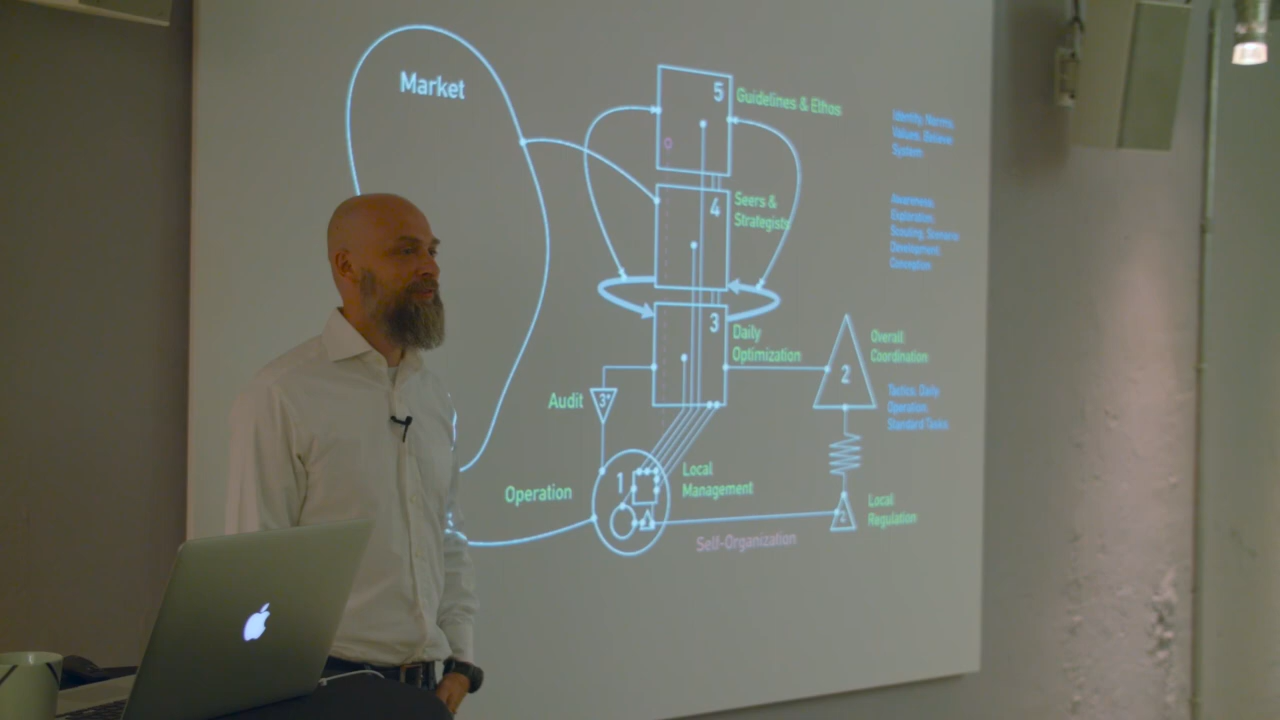 Market
5
Guidelines & Ethos
Identity, Norms
Values, Believe
System
4
Seers &
Strategists
Awareness
Exploration,
Scouting, Scenario
Development
Conception
3
Daily
Optimization
2
Overall
Coordination
Audit
3*
Tactics: Daily
Operation,
Standard Tasks
1
Operation
Local
Management
2
Local
Regulation
Self-Organization